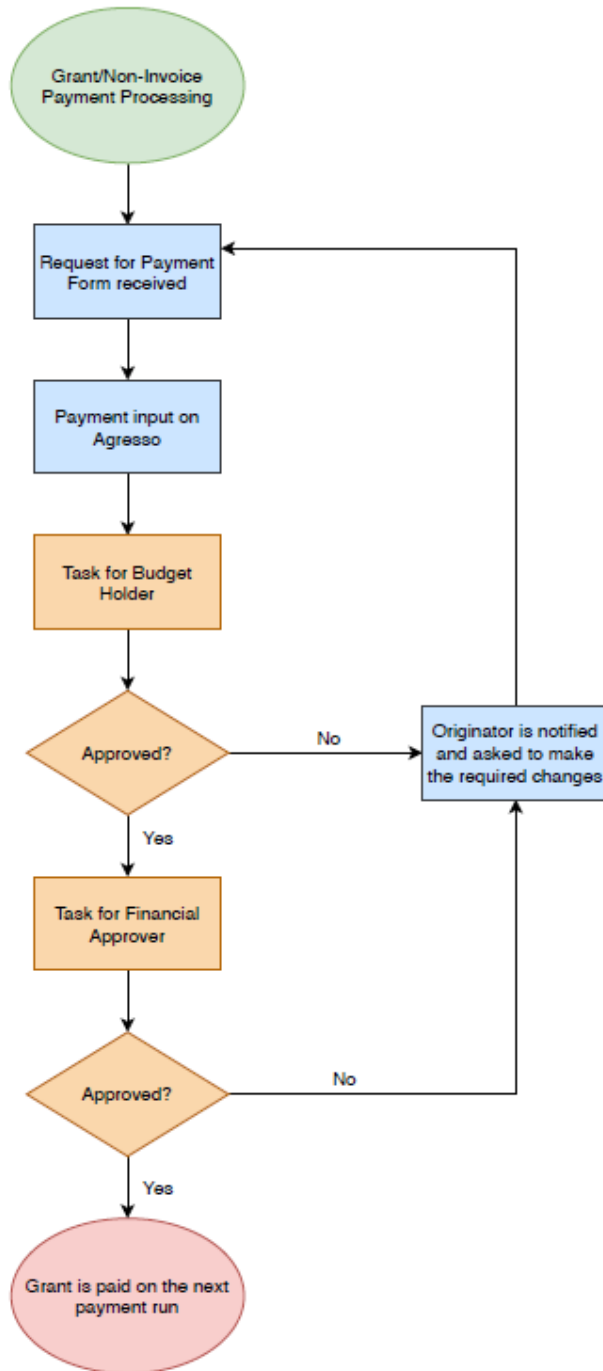 Grant/Non-Invoice
Payment Processing
Request for Payment
Form received
Payment input on
Agresso
Task for Budget
Holder
Approved?
No
Originator is notified
and asked to make
the required changes
Yes
Task for Financial
Approver
Approved?
No
Yes
Grant is paid on the next
payment run